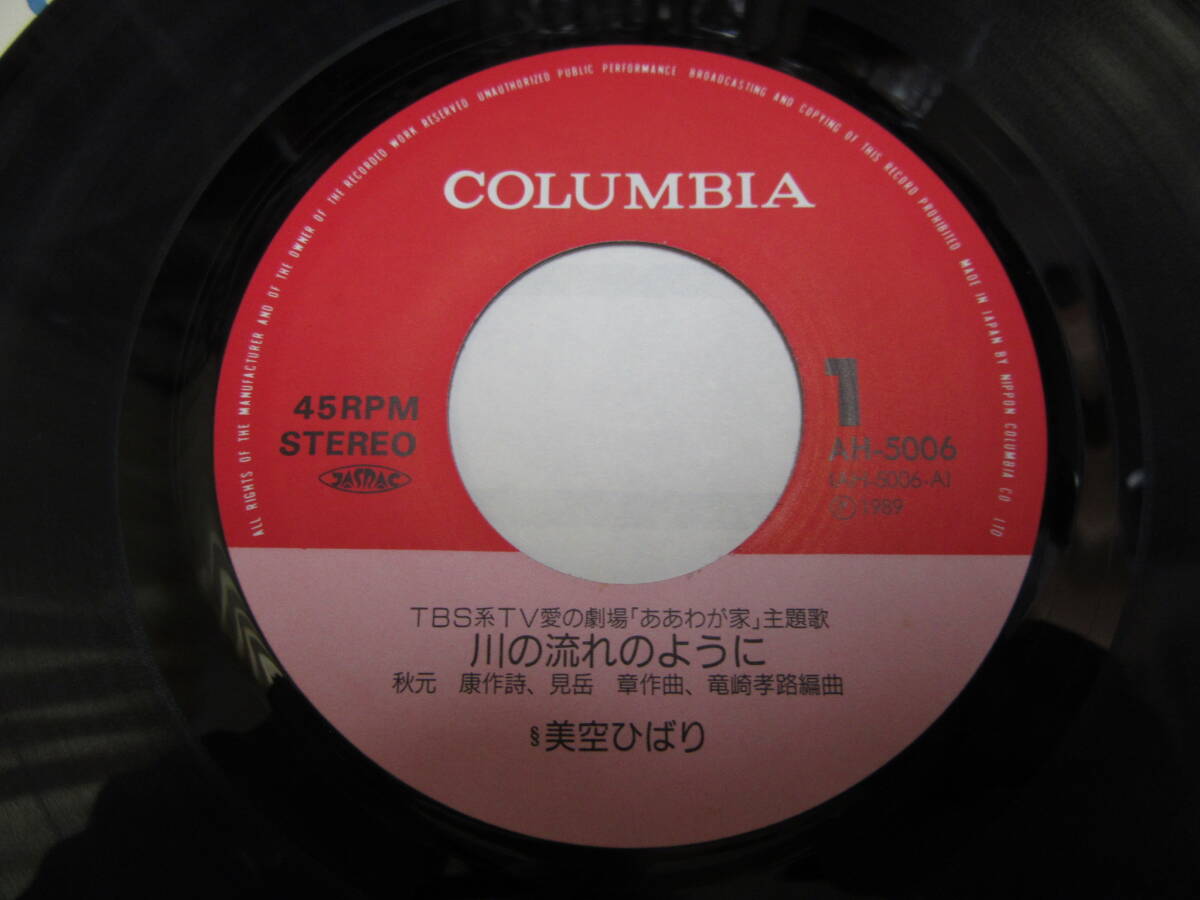 ALL RIGHTS OF THE MANUFACTURER AND OF THE OWNER OF THE RECORDED WORK RESERVED UNAUTHORIZED PUBLIC PERFORMANCE BROADCASTING AND COPYING OF THIS RECORD PROHIBITED MADE IN JAPAN BY NIPPON COLUMBIA CO LTD
COLUMBIA
45RPM
STEREO
JASRAC
1
AH-5006
(AH-5006-A)
Ⓟ1989
TBS系TV愛の劇場「ああわが家」主題歌
川の流れのように
秋元 康作詩、見岳 章作曲、竜崎孝路編曲
§美空ひばり